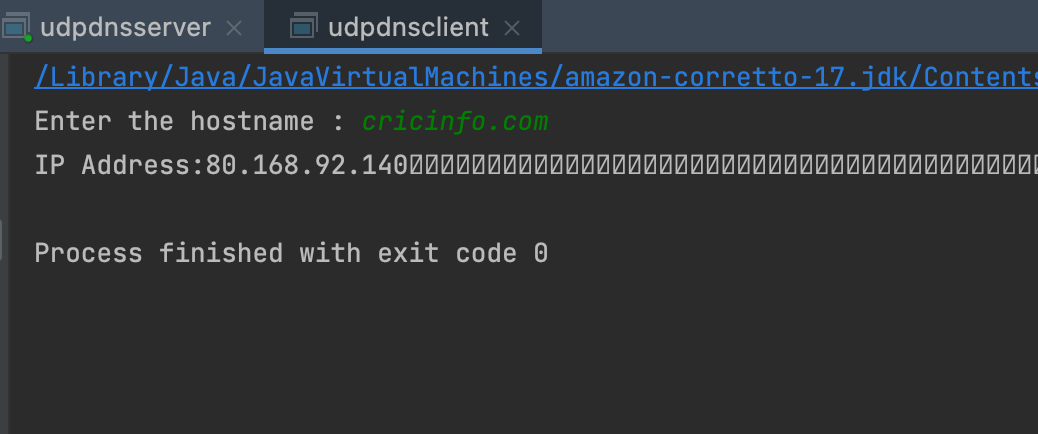 udpdnsserver × udpdnsclient ×
/Library/Java/JavaVirtualMachines/amazon-corretto-17.jdk/Contents
Enter the hostname : cricinfo.com
IP Address:80.168.92.140
Process finished with exit code 0